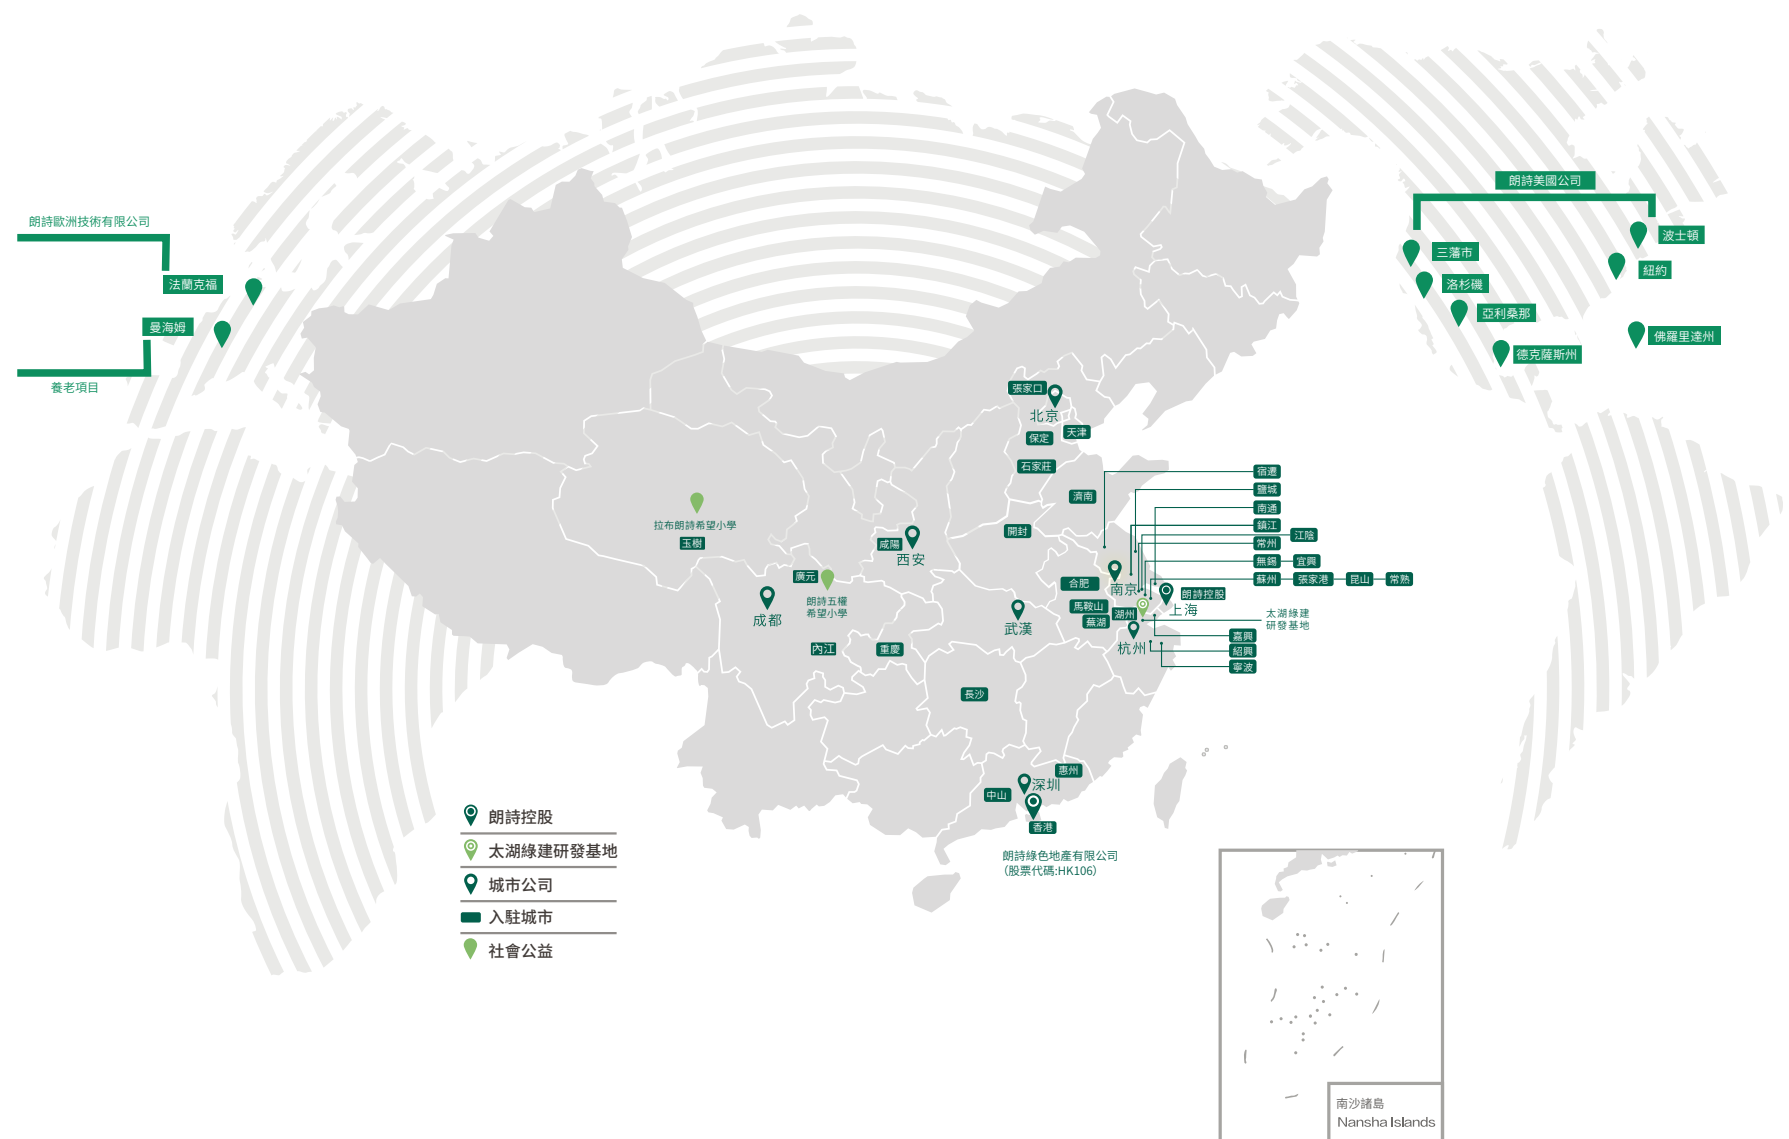 朗詩歐洲技術有限公司
法蘭克福
曼海姆
養老項目
朗詩美國公司
波士頓
三藩市
紐約
洛杉磯
亞利桑那
佛羅里達州
德克薩斯州
張家口
北京
天津
保定
石家莊
濟南
開封
宿遷
鹽城
南通
鎮江
江陰
常州
無錫
宜興
蘇州
張家港
昆山
常熟
拉布朗詩希望小學
玉樹
咸陽
西安
廣元
朗詩五權
希望小學
成都
內江
重慶
武漢
長沙
合肥
南京
馬鞍山
蕪湖
湖州
朗詩控股
上海
太湖綠建
研發基地
杭州
嘉興
紹興
寧波
惠州
深圳
中山
香港
朗詩綠色地產有限公司
(股票代碼:HK106)
朗詩控股
太湖綠建研發基地
城市公司
入駐城市
社會公益
南沙諸島
Nansha Islands